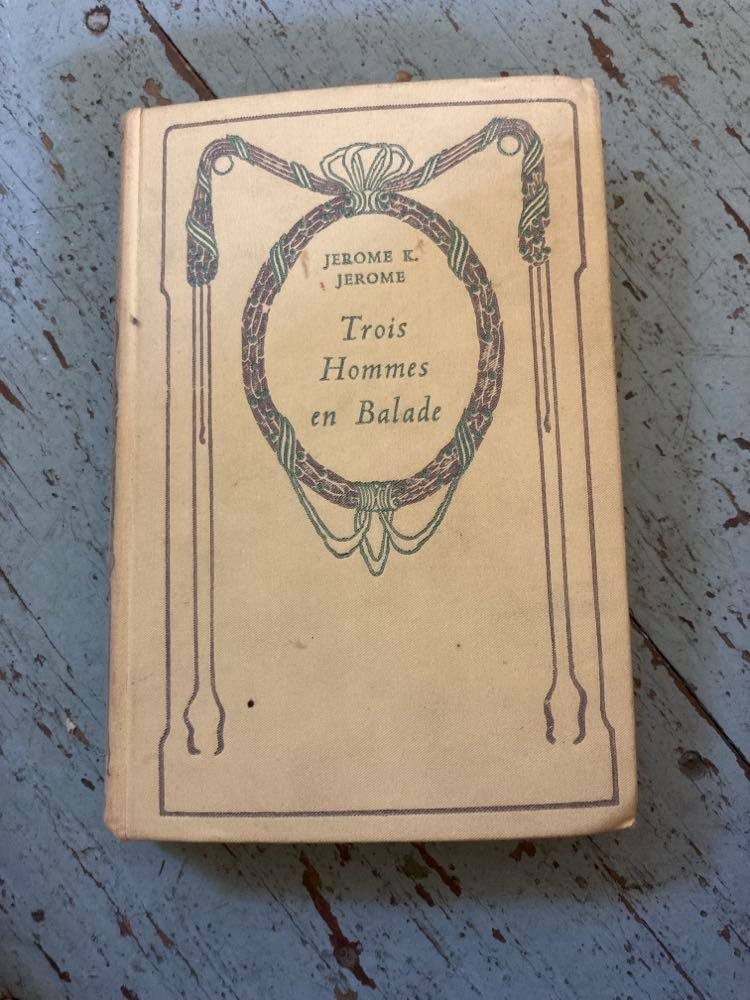 JEROME K.
JEROME
Trois
Hommes
en Balade